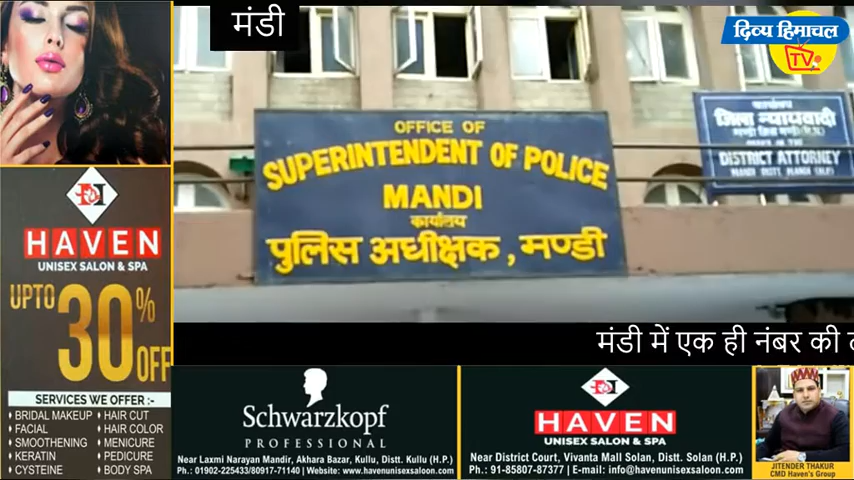 मंडी
दिव्य हिमाचल
TV
OFFICE OF
SUPERINTENDENT OF POLICE
MANDI
कार्यालय
पुलिस अधीक्षक, मण्डी
कार्यालय
जिला न्यायवादी
DISTRICT ATTORNEY
HAVEN
UNISEX SALON & SPA
UPTO
30% OFF
SERVICES WE OFFER :-
• BRIDAL MAKEUP • HAIR CUT
• FACIAL • HAIR COLOR
• SMOOTHENING • MENICURE
• KERATIN • PEDICURE
• CYSTEINE • BODY SPA
मंडी में एक ही नंबर की
Schwarzkopf
PROFESSIONAL
Near Laxmi Narayan Mandir, Akhara Bazar, Kullu, Distt. Kullu (H.P.)
Ph.: 01902-225433/80917-71140 | Website: www.havenunisexsaloon.com
HAVEN
UNISEX SALON & SPA
Near District Court, Vivanta Mall Solan, Distt. Solan (H.P.)
Ph.: 91-85807-87377 | E-mail: info@havenunisexsaloon.com
JITENDER THAKUR
CMD Haven's Group